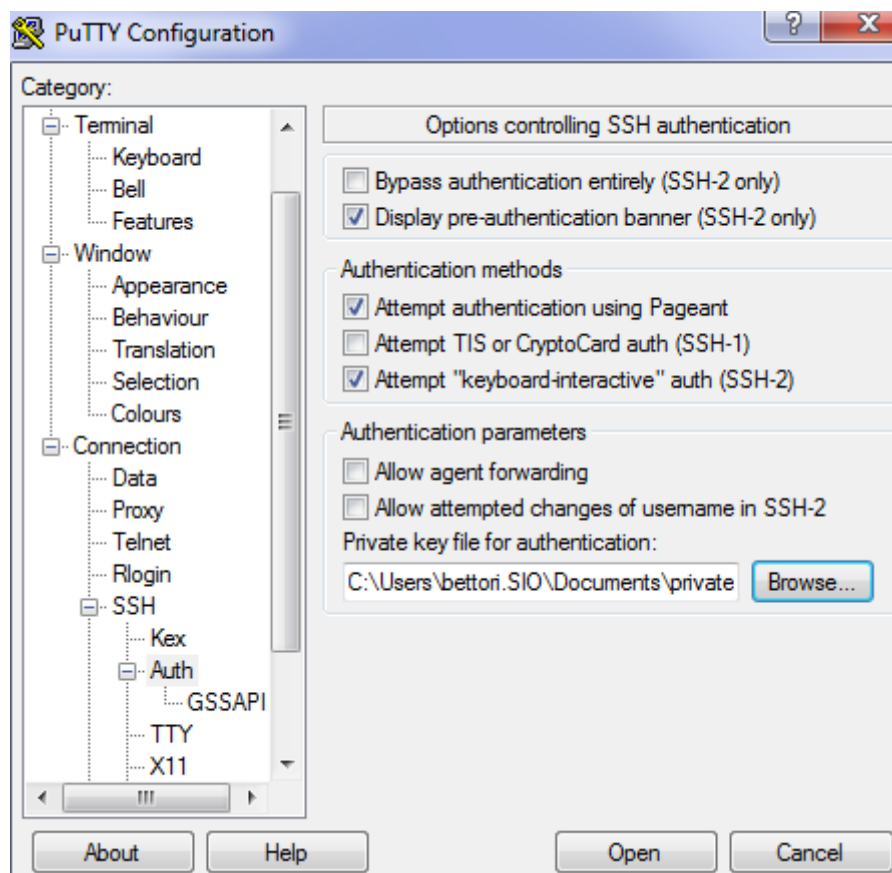 PuTTY Configuration
?
X
Category:
Terminal
Keyboard
Bell
Features
Window
Appearance
Behaviour
Translation
Selection
Colours
Connection
Data
Proxy
Telnet
Rlogin
SSH
Kex
Auth
GSSAPI
TTY
X11
Options controlling SSH authentication
Bypass authentication entirely (SSH-2 only)
Display pre-authentication banner (SSH-2 only)
Authentication methods
Attempt authentication using Pageant
Attempt TIS or CryptoCard auth (SSH-1)
Attempt "keyboard-interactive" auth (SSH-2)
Authentication parameters
Allow agent forwarding
Allow attempted changes of username in SSH-2
Private key file for authentication:
C:\Users\bettori.SIO\Documents\private
Browse...
About
Help
Open
Cancel